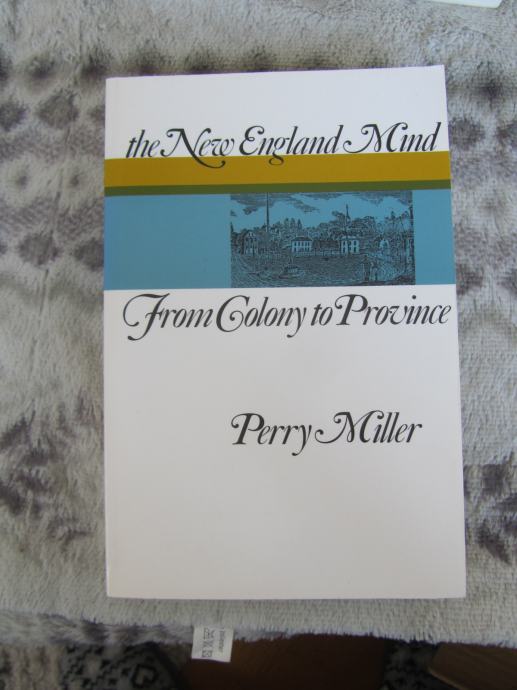 the New England Mind
From Colony to Province
Perry Miller